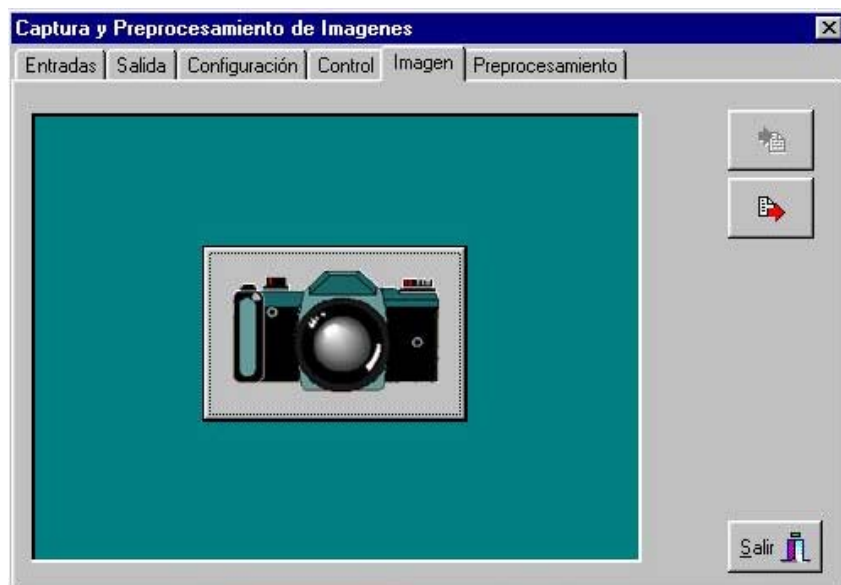 Captura y Preprocesamiento de Imagenes
Entradas Salida Configuración Control Imagen Preprocesamiento
Salir